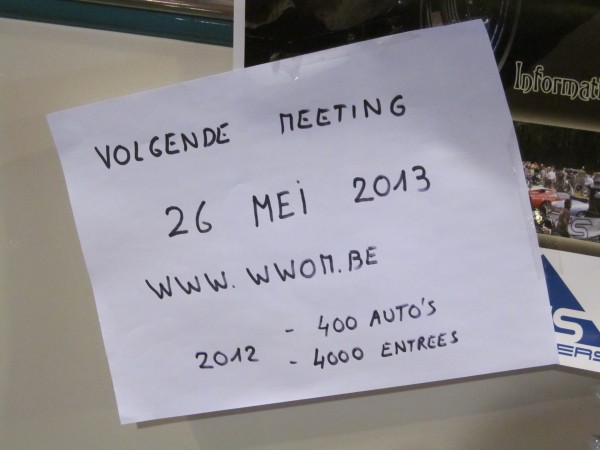 VOLGENDE MEETING
26 MEi 2013
WWW.WWOM.BE
2012 - 400 AUTO'S
- 4000 ENTREES